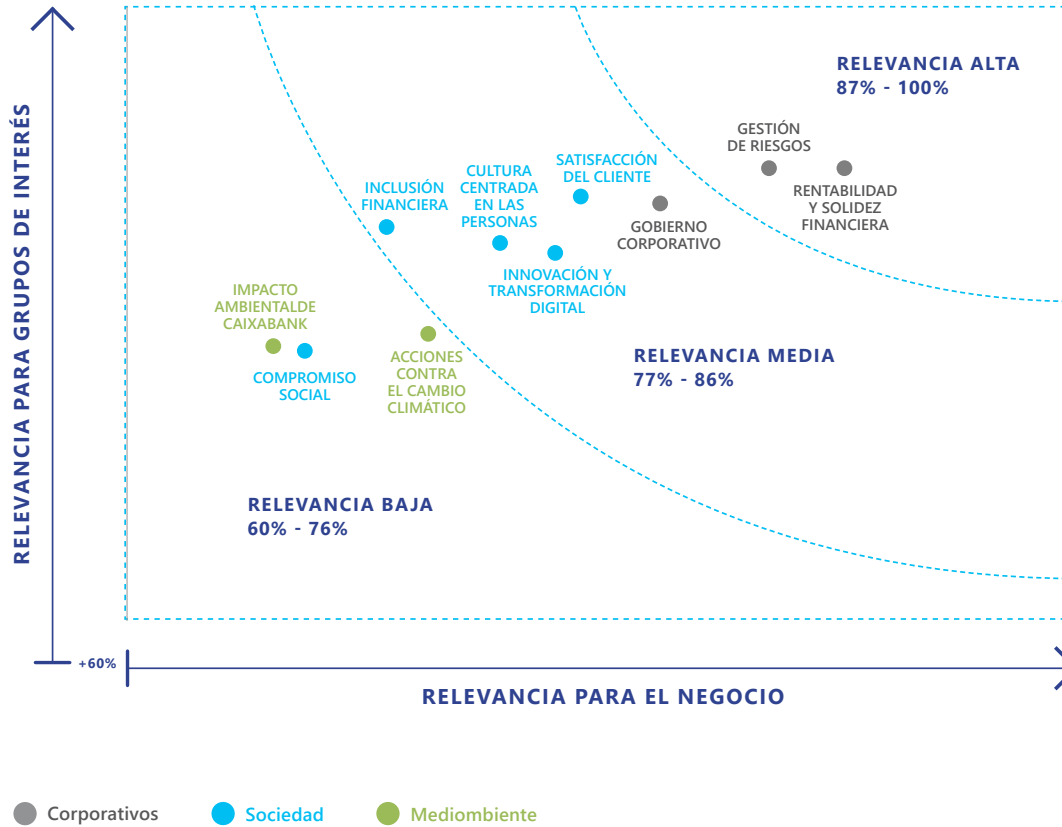 RELEVANCIA PARA GRUPOS DE INTERÉS
RELEVANCIA ALTA
87% - 100%
GESTIÓN
DE RIESGOS
RENTABILIDAD
Y SOLIDEZ
FINANCIERA
SATISFACCIÓN
DEL CLIENTE
GOBIERNO
CORPORATIVO
CULTURA
CENTRADA
EN LAS
PERSONAS
INCLUSIÓN
FINANCIERA
INNOVACIÓN Y
TRANSFORMACIÓN
DIGITAL
IMPACTO
AMBIENTALDE
CAIXABANK
COMPROMISO
SOCIAL
ACCIONES
CONTRA
EL CAMBIO
CLIMÁTICO
RELEVANCIA MEDIA
77% - 86%
RELEVANCIA BAJA
60% - 76%
+60%
RELEVANCIA PARA EL NEGOCIO
Corporativos
Sociedad
Mediombiente